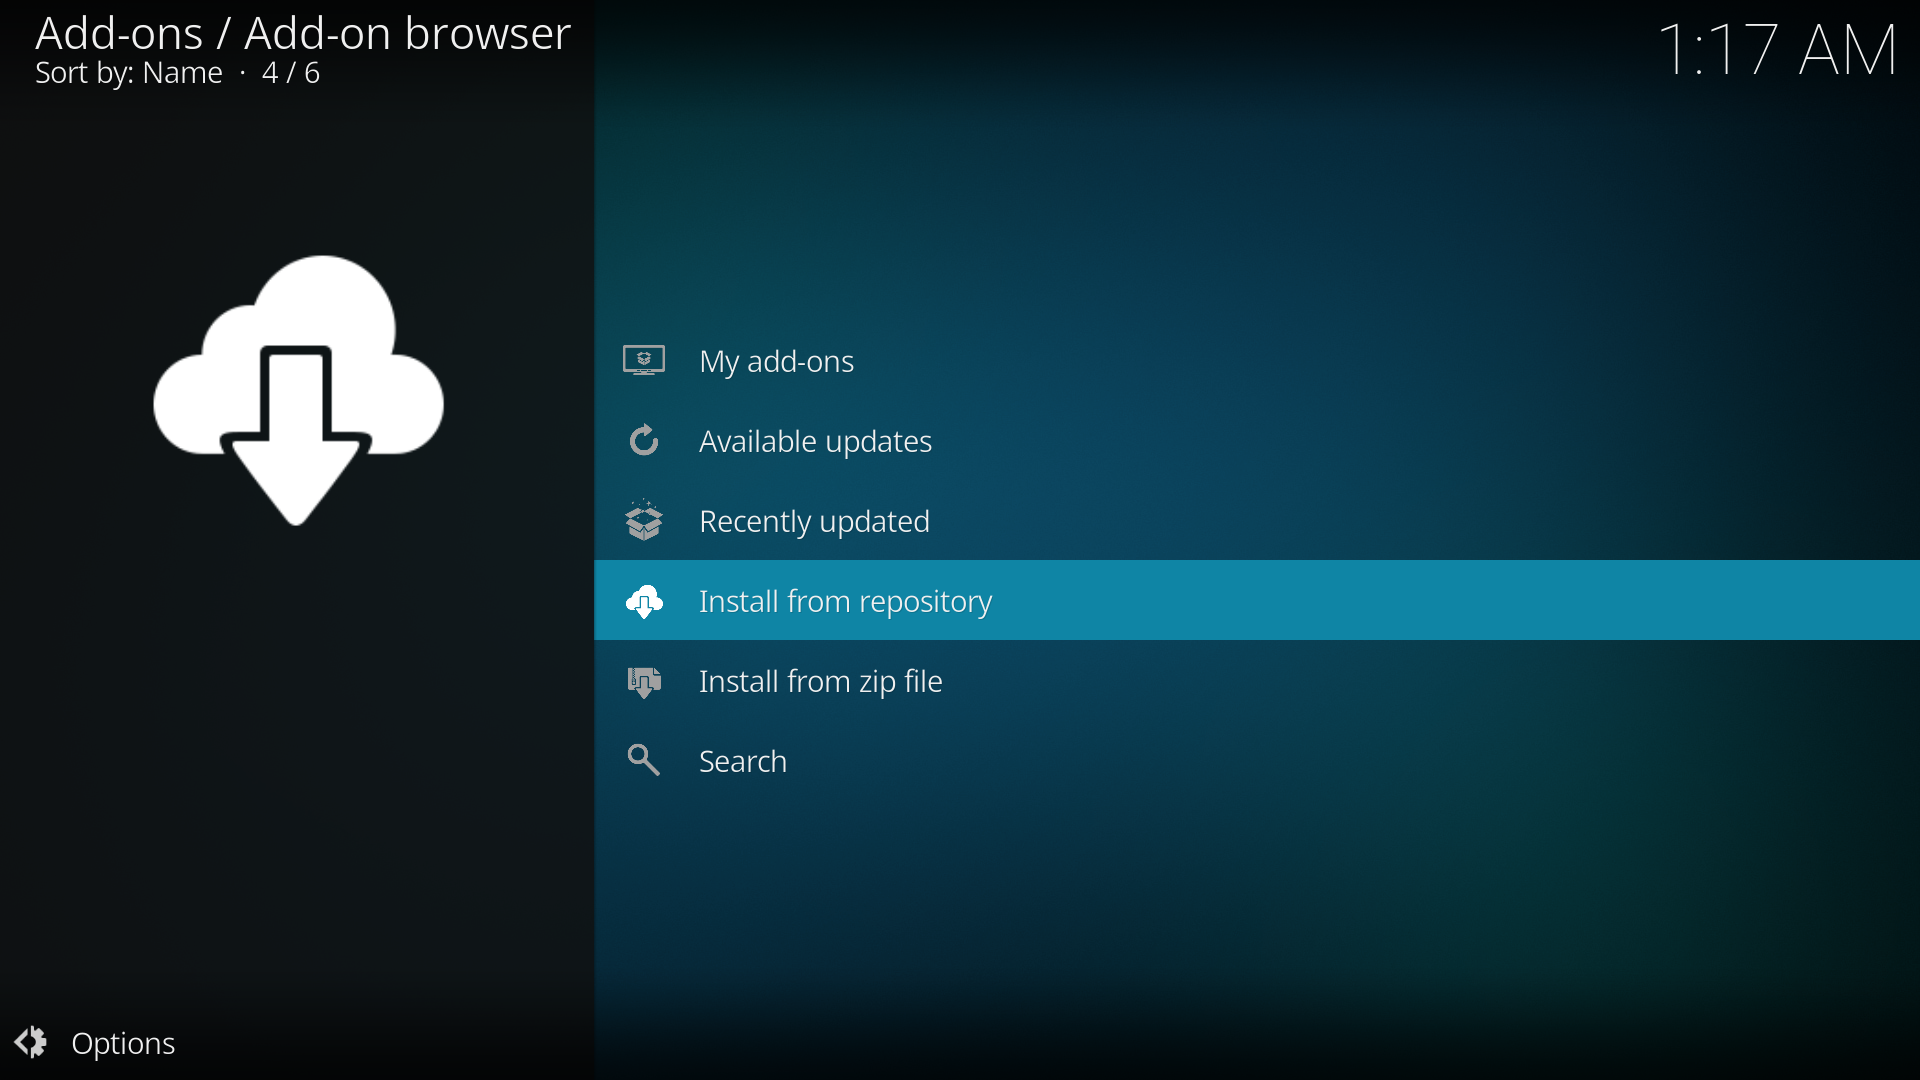 Add-ons / Add-on browser
Sort by: Name · 4 / 6
1:17 AM
My add-ons
Available updates
Recently updated
Install from repository
Install from zip file
Search
Options